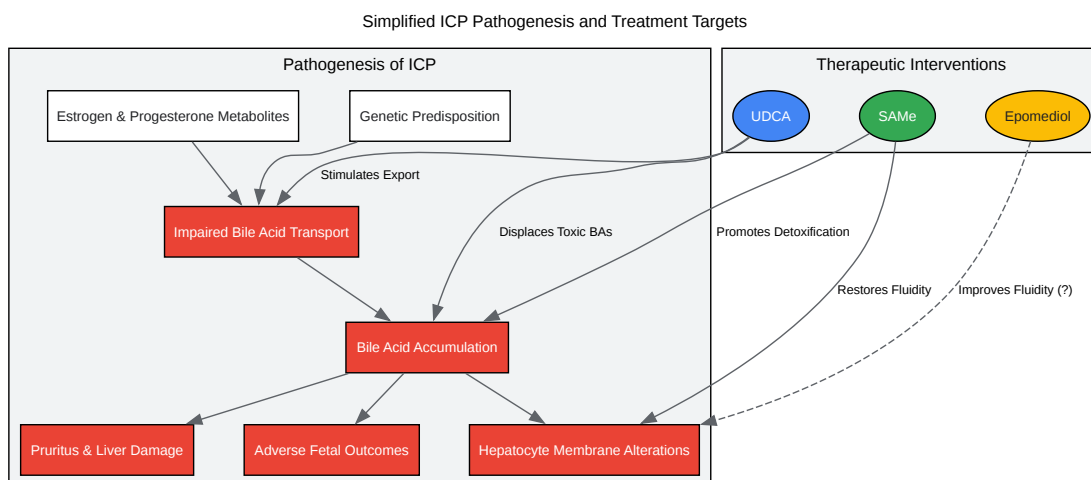 Simplified ICP Pathogenesis and Treatment Targets
Pathogenesis of ICP
Therapeutic Interventions
Estrogen & Progesterone Metabolites
Genetic Predisposition
UDCA
SAMe
Epomediol
Stimulates Export
Impaired Bile Acid Transport
Displaces Toxic BAs
Promotes Detoxification
Restores Fluidity
Improves Fluidity (?)
Bile Acid Accumulation
Pruritus & Liver Damage
Adverse Fetal Outcomes
Hepatocyte Membrane Alterations